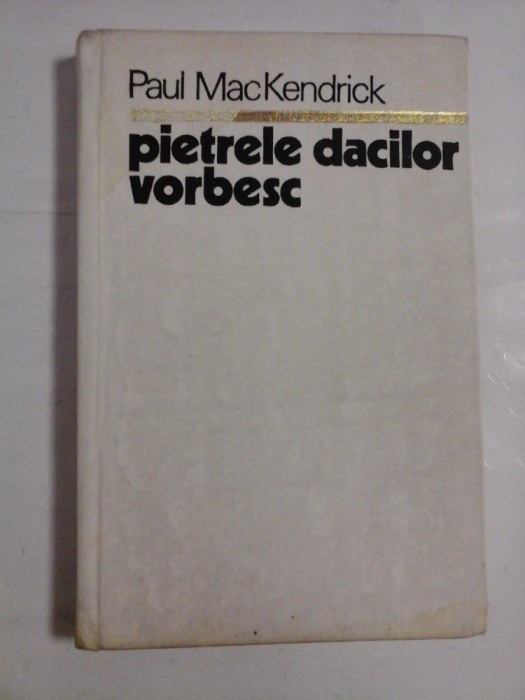 Paul MacKendrick
pietrele dacilor
vorbesc